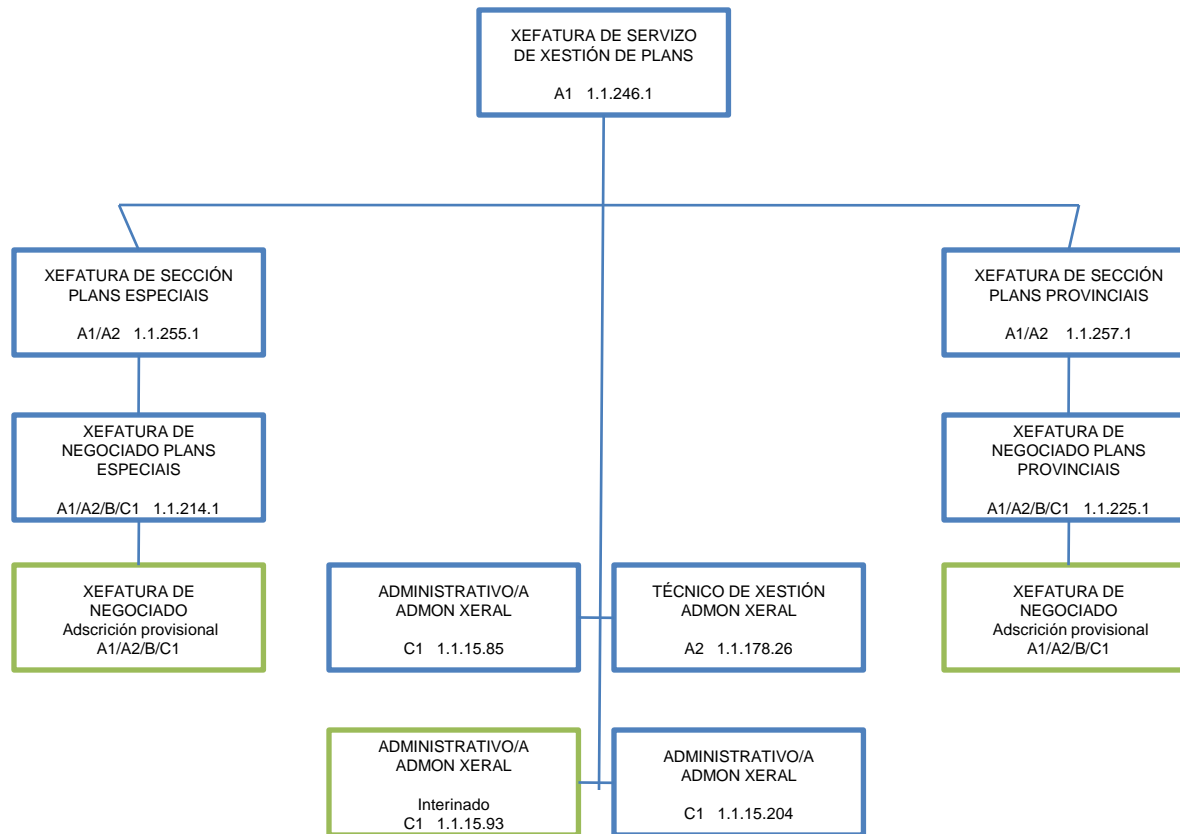 XEFATURA DE SERVIZO
DE XESTIÓN DE PLANS
A1 1.1.246.1
XEFATURA DE SECCIÓN
PLANS ESPECIAIS
A1/A2 1.1.255.1
XEFATURA DE SECCIÓN
PLANS PROVINCIAIS
A1/A2 1.1.257.1
XEFATURA DE
NEGOCIADO PLANS
ESPECIAIS
A1/A2/B/C1 1.1.214.1
XEFATURA DE
NEGOCIADO PLANS
PROVINCIAIS
A1/A2/B/C1 1.1.225.1
XEFATURA DE
NEGOCIADO
Adscrición provisional
A1/A2/B/C1
ADMINISTRATIVO/A
ADMON XERAL
C1 1.1.15.85
TÉCNICO DE XESTIÓN
ADMON XERAL
A2 1.1.178.26
XEFATURA DE
NEGOCIADO
Adscrición provisional
A1/A2/B/C1
ADMINISTRATIVO/A
ADMON XERAL
Interinado
C1 1.1.15.93
ADMINISTRATIVO/A
ADMON XERAL
C1 1.1.15.204